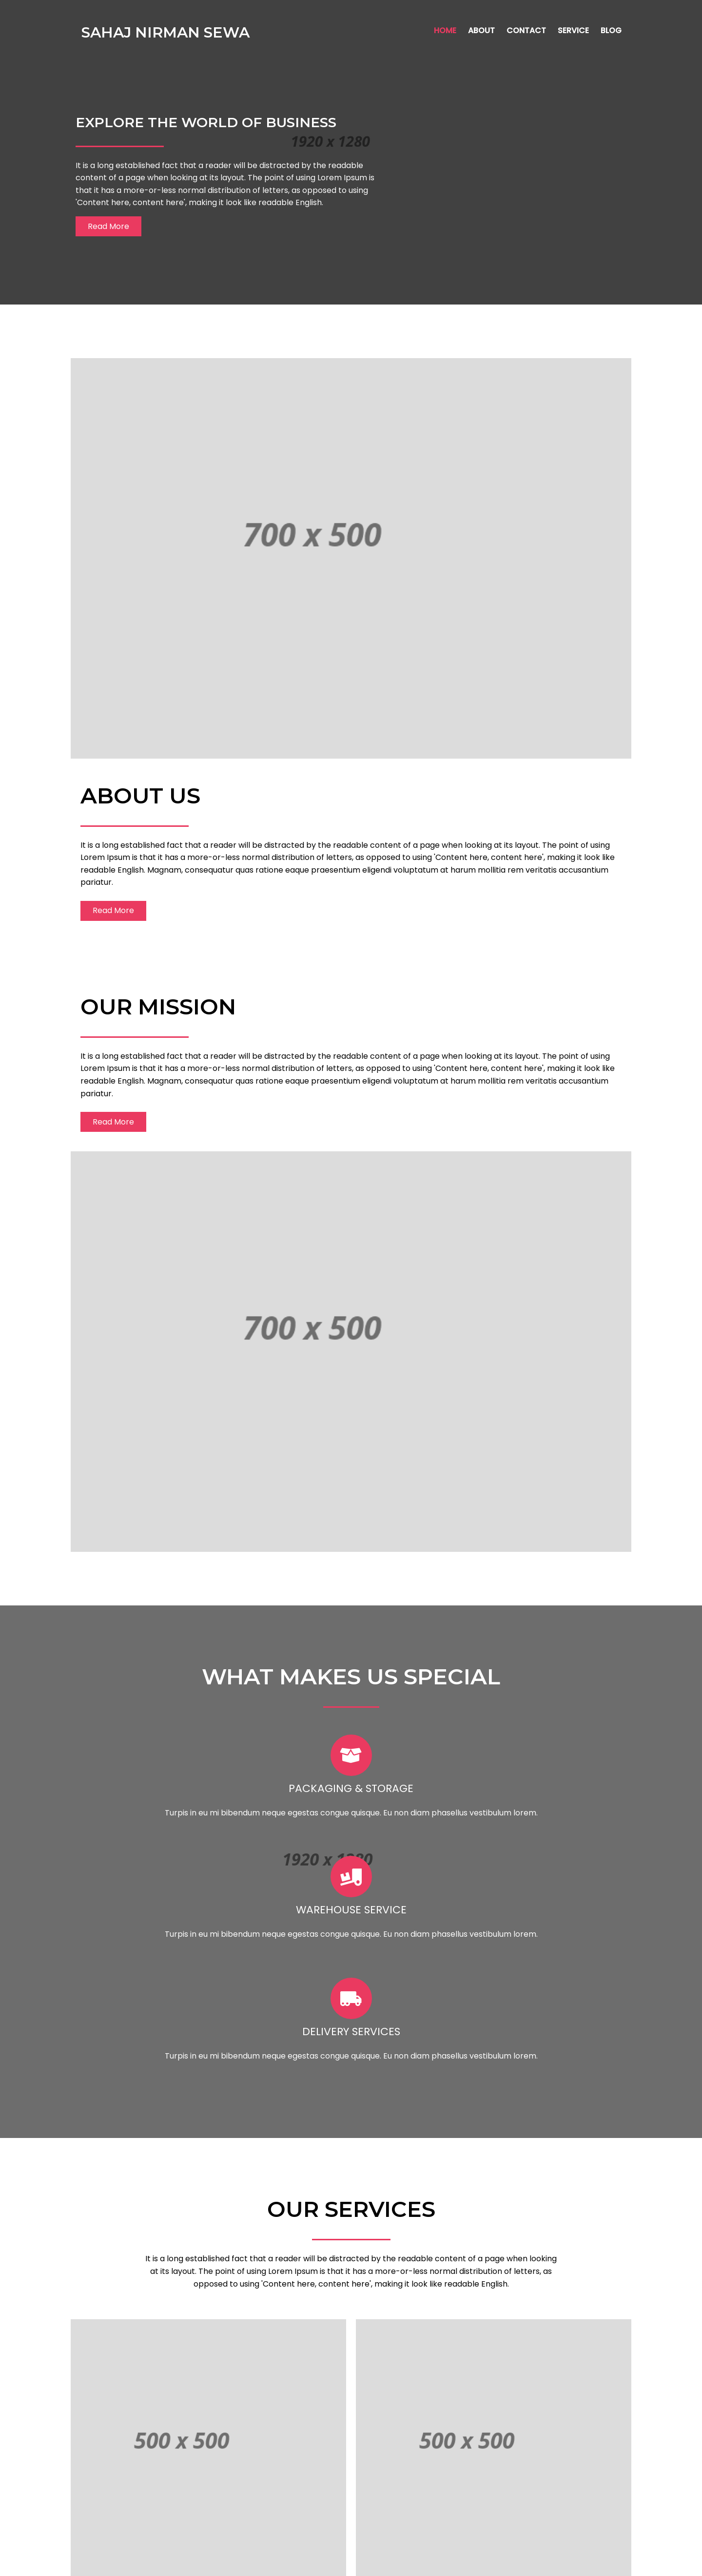 SAHAJ NIRMAN SEWA
HOME ABOUT CONTACT SERVICE BLOG
EXPLORE THE WORLD OF BUSINESS
1920 x 1280
It is a long established fact that a reader will be distracted by the readable
content of a page when looking at its layout. The point of using Lorem Ipsum is
that it has a more-or-less normal distribution of letters, as opposed to using
'Content here, content here', making it look like readable English.
Read More
700 x 500
ABOUT US
It is a long established fact that a reader will be distracted by the readable content of a page when looking at its layout. The point of using
Lorem Ipsum is that it has a more-or-less normal distribution of letters, as opposed to using 'Content here, content here', making it look like
readable English. Magnam, consequatur quas ratione eaque praesentium eligendi voluptatum at harum mollitia rem veritatis accusantium
pariatur.
Read More
OUR MISSION
It is a long established fact that a reader will be distracted by the readable content of a page when looking at its layout. The point of using
Lorem Ipsum is that it has a more-or-less normal distribution of letters, as opposed to using 'Content here, content here', making it look like
readable English. Magnam, consequatur quas ratione eaque praesentium eligendi voluptatum at harum mollitia rem veritatis accusantium
pariatur.
Read More
700 x 500
WHAT MAKES US SPECIAL
PACKAGING & STORAGE
Turpis in eu mi bibendum neque egestas congue quisque. Eu non diam phasellus vestibulum lorem.
1920 x
WAREHOUSE SERVICE
Turpis in eu mi bibendum neque egestas congue quisque. Eu non diam phasellus vestibulum lorem.
DELIVERY SERVICES
Turpis in eu mi bibendum neque egestas congue quisque. Eu non diam phasellus vestibulum lorem.
OUR SERVICES
It is a long established fact that a reader will be distracted by the readable content of a page when looking
at its layout. The point of using Lorem Ipsum is that it has a more-or-less normal distribution of letters, as
opposed to using 'Content here, content here', making it look like readable English.
500 x 500
500 x 500